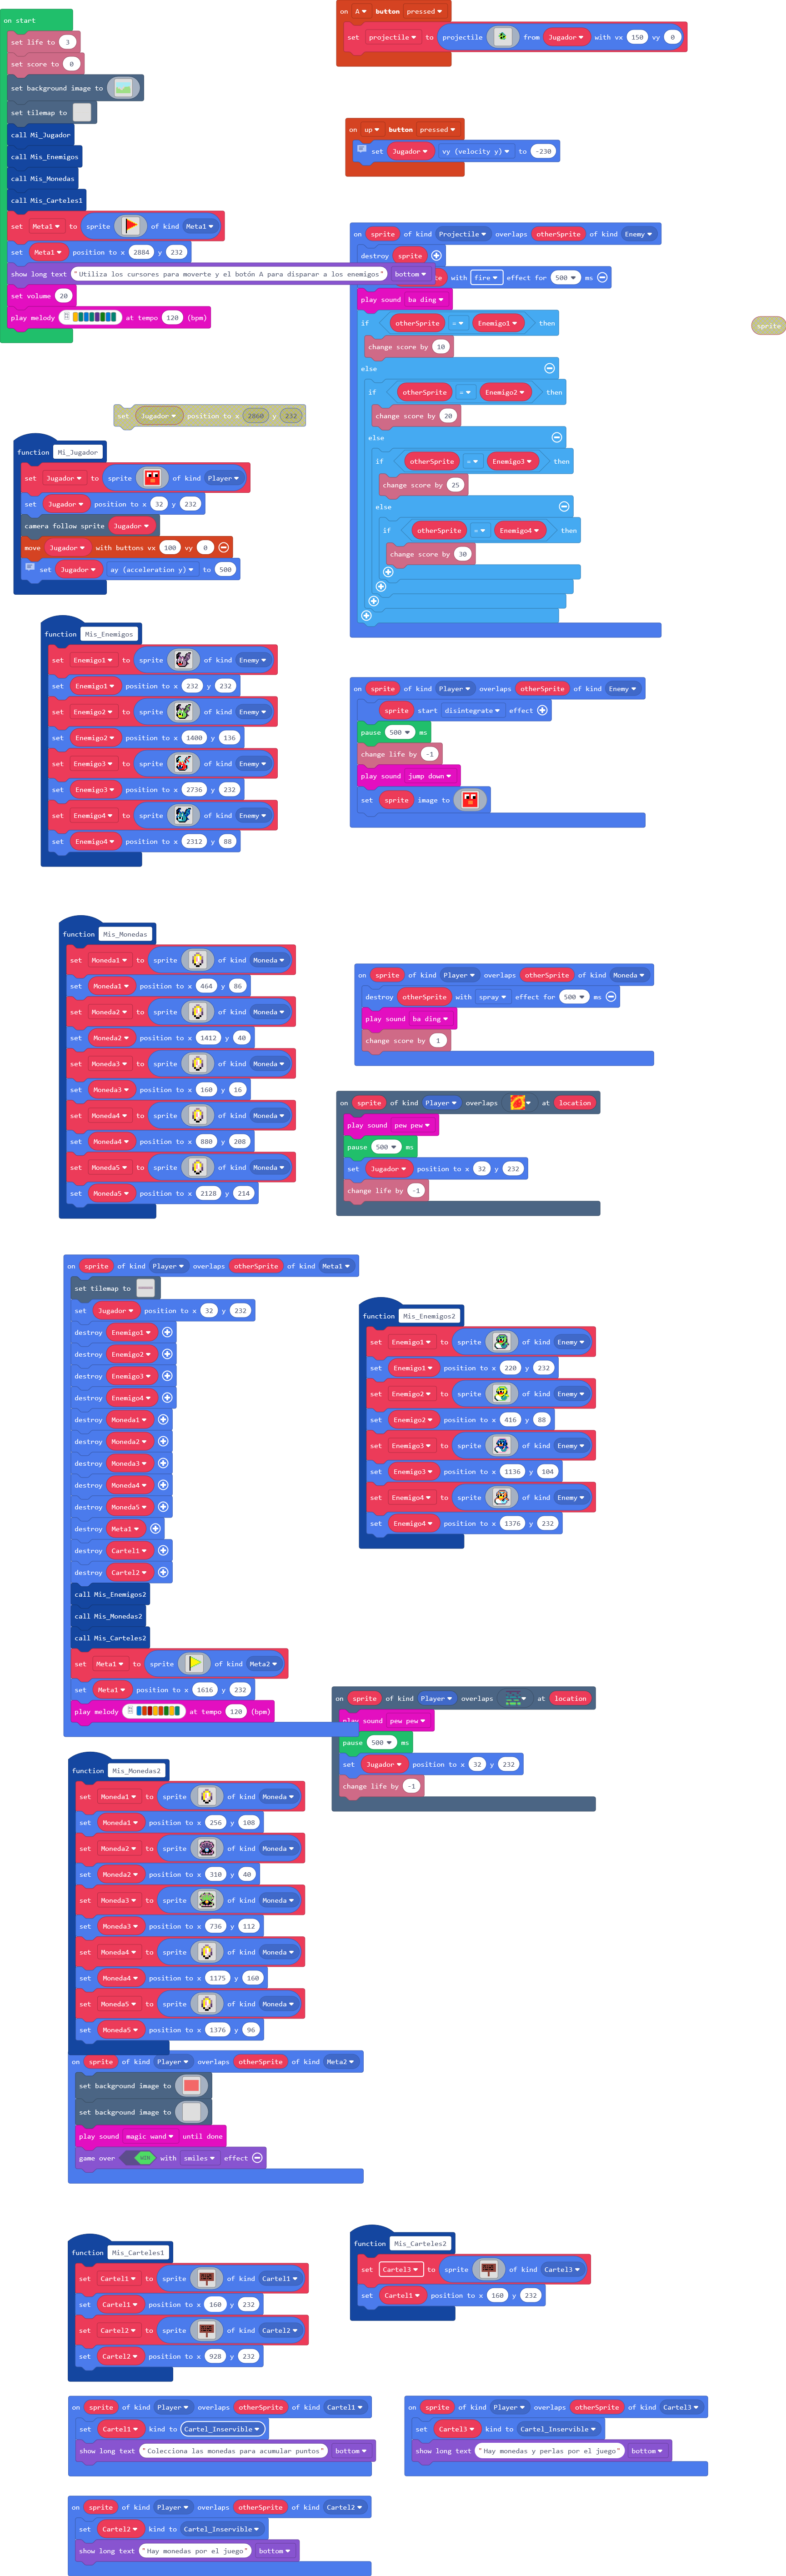 on start
set life to 3
set score to 0
set background image to
set tilemap to
call Mi_Jugador
call Mis_Enemigos
call Mis_Monedas
call Mis_Carteles1
set Meta1 to sprite of kind Meta1
set Meta1 position to x 2884 y 232
show long text "Utiliza los cursores para moverte y el botón A para disparar a los enemigos" bottom
set volume 20
play melody at tempo 120 (bpm)
on A button pressed
set projectile to projectile from Jugador with vx 150 vy 0
on up button pressed
set Jugador vy (velocity y) to -230
on sprite of kind Projectile overlaps otherSprite of kind Enemy
destroy sprite
with fire effect for 500 ms
play sound ba ding
if otherSprite = Enemigo1 then
change score by 10
else
if otherSprite = Enemigo2 then
change score by 20
else
if otherSprite = Enemigo3 then
change score by 25
else
if otherSprite = Enemigo4 then
change score by 30
sprite
set Jugador position to x 2860 y 232
function Mi_Jugador
set Jugador to sprite of kind Player
set Jugador position to x 32 y 232
camera follow sprite Jugador
move Jugador with buttons vx 100 vy 0
set Jugador ay (acceleration y) to 500
function Mis_Enemigos
set Enemigo1 to sprite of kind Enemy
set Enemigo1 position to x 232 y 232
set Enemigo2 to sprite of kind Enemy
set Enemigo2 position to x 1400 y 136
set Enemigo3 to sprite of kind Enemy
set Enemigo3 position to x 2736 y 232
set Enemigo4 to sprite of kind Enemy
set Enemigo4 position to x 2312 y 88
on sprite of kind Player overlaps otherSprite of kind Enemy
sprite start disintegrate effect
pause 500 ms
change life by -1
play sound jump down
set sprite image to
function Mis_Monedas
set Moneda1 to sprite of kind Moneda
set Moneda1 position to x 464 y 86
set Moneda2 to sprite of kind Moneda
set Moneda2 position to x 1412 y 40
set Moneda3 to sprite of kind Moneda
set Moneda3 position to x 160 y 16
set Moneda4 to sprite of kind Moneda
set Moneda4 position to x 880 y 208
set Moneda5 to sprite of kind Moneda
set Moneda5 position to x 2128 y 214
on sprite of kind Player overlaps otherSprite of kind Moneda
destroy otherSprite with spray effect for 500 ms
play sound ba ding
change score by 1
on sprite of kind Player overlaps at location
play sound pew pew
pause 500 ms
set Jugador position to x 32 y 232
change life by -1
on sprite of kind Player overlaps otherSprite of kind Meta1
set tilemap to
set Jugador position to x 32 y 232
destroy Enemigo1
destroy Enemigo2
destroy Enemigo3
destroy Enemigo4
destroy Moneda1
destroy Moneda2
destroy Moneda3
destroy Moneda4
destroy Moneda5
destroy Meta1
destroy Cartel1
destroy Cartel2
call Mis_Enemigos2
call Mis_Monedas2
call Mis_Carteles2
set Meta1 to sprite of kind Meta2
set Meta1 position to x 1616 y 232
play melody at tempo 120 (bpm)
function Mis_Enemigos2
set Enemigo1 to sprite of kind Enemy
set Enemigo1 position to x 220 y 232
set Enemigo2 to sprite of kind Enemy
set Enemigo2 position to x 416 y 88
set Enemigo3 to sprite of kind Enemy
set Enemigo3 position to x 1136 y 104
set Enemigo4 to sprite of kind Enemy
set Enemigo4 position to x 1376 y 232
on sprite of kind Player overlaps at location
play sound pew pew
pause 500 ms
set Jugador position to x 32 y 232
change life by -1
function Mis_Monedas2
set Moneda1 to sprite of kind Moneda
set Moneda1 position to x 256 y 108
set Moneda2 to sprite of kind Moneda
set Moneda2 position to x 310 y 40
set Moneda3 to sprite of kind Moneda
set Moneda3 position to x 736 y 112
set Moneda4 to sprite of kind Moneda
set Moneda4 position to x 1175 y 160
set Moneda5 to sprite of kind Moneda
set Moneda5 position to x 1376 y 96
on sprite of kind Player overlaps otherSprite of kind Meta2
set background image to
set background image to
play sound magic wand until done
game over WIN with smiles effect
function Mis_Carteles1
set Cartel1 to sprite of kind Cartel1
set Cartel1 position to x 160 y 232
set Cartel2 to sprite of kind Cartel2
set Cartel2 position to x 928 y 232
function Mis_Carteles2
set Cartel3 to sprite of kind Cartel3
set Cartel1 position to x 160 y 232
on sprite of kind Player overlaps otherSprite of kind Cartel1
set Cartel1 kind to Cartel_Inservible
show long text "Colecciona las monedas para acumular puntos" bottom
on sprite of kind Player overlaps otherSprite of kind Cartel3
set Cartel3 kind to Cartel_Inservible
show long text "Hay monedas y perlas por el juego" bottom
on sprite of kind Player overlaps otherSprite of kind Cartel2
set Cartel2 kind to Cartel_Inservible
show long text "Hay monedas por el juego" bottom